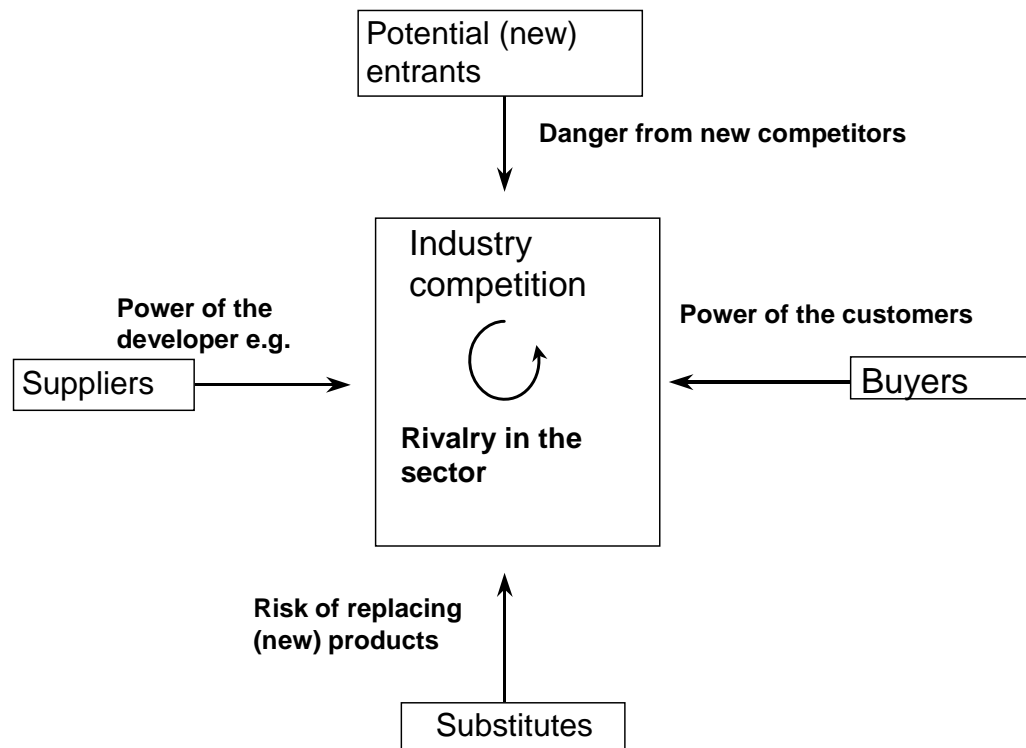 Potential (new)
entrants
Danger from new competitors
Industry
competition
Power of the
developer e.g.
Power of the customers
Suppliers
Buyers
Rivalry in the
sector
Risk of replacing
(new) products
Substitutes